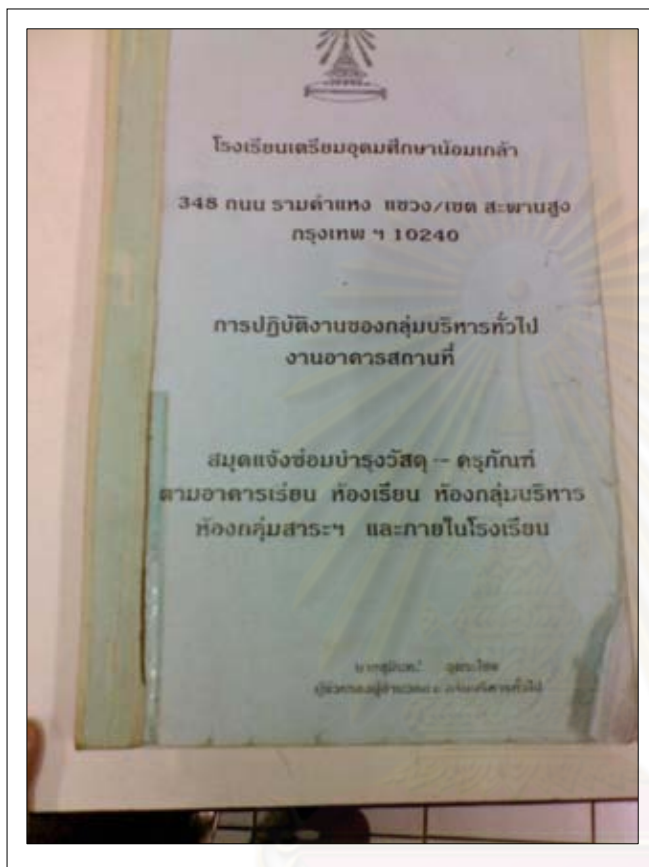 โรงเรียนเตรียมอุดมศึกษาน้อมเกล้า
348 ถนน รามคำแหง แขวง/เขต สะพานสูง
กรุงเทพ ฯ 10240
การปฏิบัติงานของกลุ่มบริหารทั่วไป
งานอาคารสถานที่
สมุดแจ้งซ่อมบำรุงวัสดุ -- ครุภัณฑ์
ตามอาคารเรียน ห้องเรียน ห้องกลุ่มบริหาร
ห้องกลุ่มสาระฯ และภายในโรงเรียน